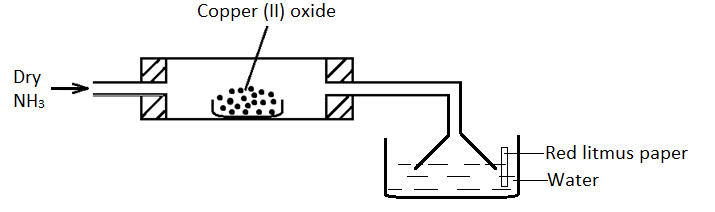 Copper (II) oxide
Dry
NH₃
Red litmus paper
Water